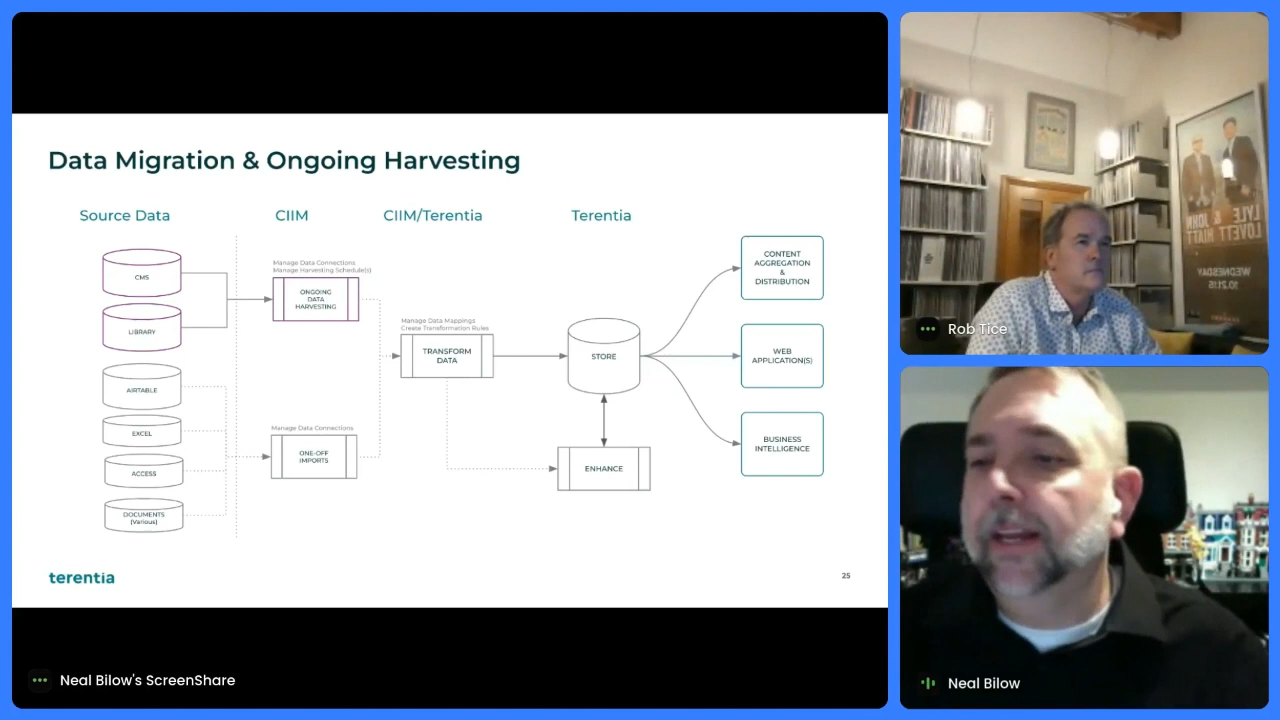 Data Migration & Ongoing Harvesting
Source Data
CIIM
CIIM/Terentia
Terentia
CMS
LIBRARY
AIRTABLE
EXCEL
ACCESS
DOCUMENTS
(Various)
Manage Data Connections
Manage Harvesting Schedule(s)
ONGOING
DATA
HARVESTING
Manage Data Connections
ONE-OFF
IMPORTS
Manage Data Mappings
Create Transformation Rules
TRANSFORM
DATA
STORE
ENHANCE
CONTENT
AGGREGATION
&
DISTRIBUTION
WEB
APPLICATION(S)
BUSINESS
INTELLIGENCE
terentia
25
Neal Bilow's ScreenShare
LYLE & JOHN
LOVETT HIATT
WEDNESDAY
10.21.15
Rob Tice
Neal Bilow